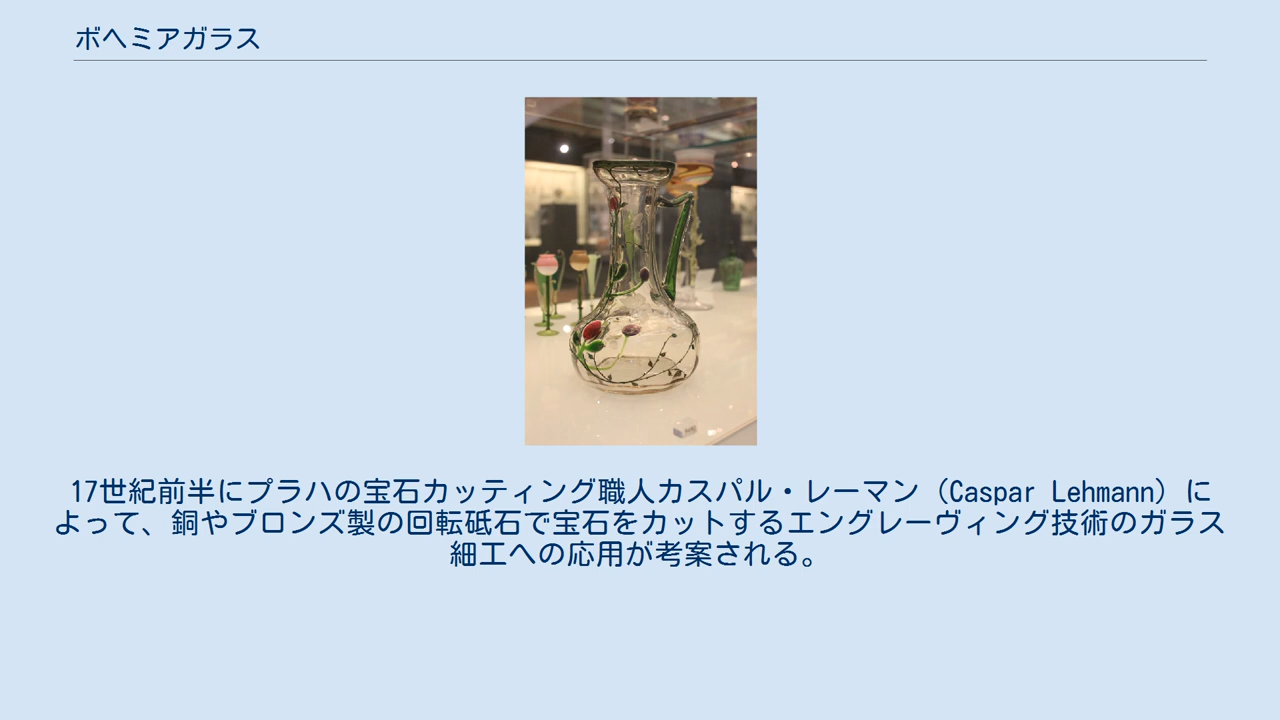 ボヘミアガラス
17世紀前半にプラハの宝石カッティング職人カスパル・レーマン（Caspar Lehmann）に
よって、銅やブロンズ製の回転砥石で宝石をカットするエングレーヴィング技術のガラス
細工への応用が考案される。